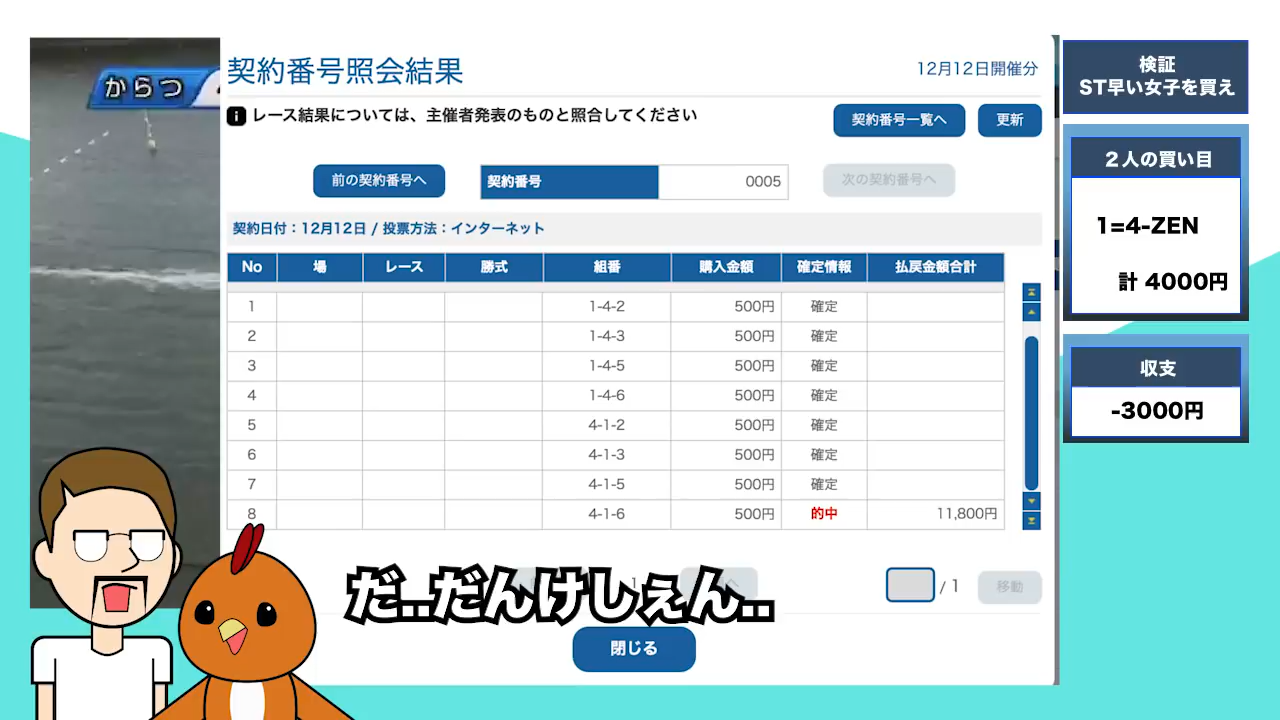 からつ
契約番号照会結果
12月12日開催分
レース結果については、主催者発表のものと照合してください
契約番号一覧へ
更新
前の契約番号へ
契約番号
0005
次の契約番号へ
契約日付：12月12日 / 投票方法：インターネット
No 場 レース 勝式 組番 購入金額 確定情報 払戻金額合計
1 1-4-2 500円 確定
2 1-4-3 500円 確定
3 1-4-5 500円 確定
4 1-4-6 500円 確定
5 4-1-2 500円 確定
6 4-1-3 500円 確定
7 4-1-5 500円 確定
8 4-1-6 500円 的中 11,800円
だ..だんけしぇん..
/ 1
移動
閉じる
検証
ST早い女子を買え
２人の買い目
1=4-ZEN
計 4000円
収支
-3000円